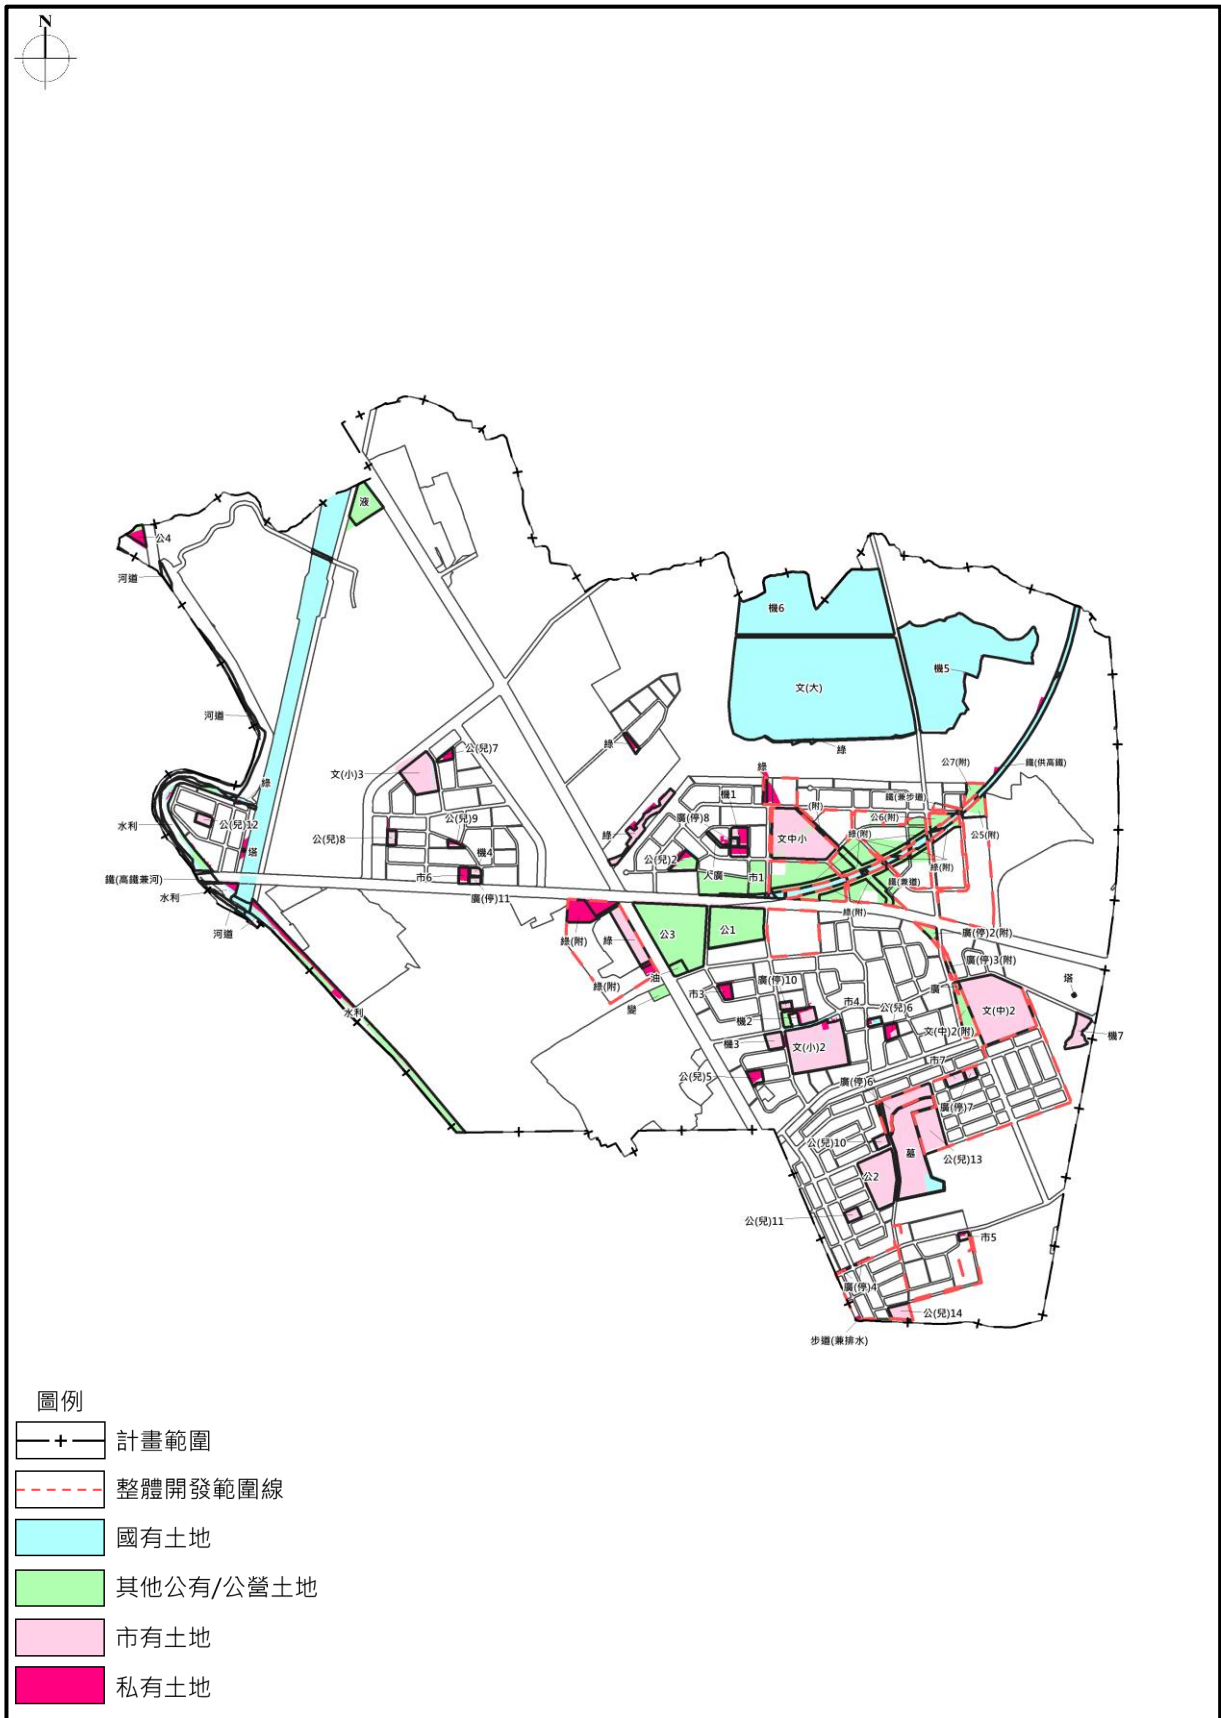 N
液
公4
河道
機6
機5
文(大)
河道
綠
綠
公(兒)7
公7(附)
鐵(供高鐵)
文(小)3
綠
綠
機1
鐵(兼步道)
(附)
公(兒)9
廣(停)8
公6(附)
水利
公(兒)12
公(兒)8
綠
文中小
綠(附)
公5(附)
塔
機4
公(兒)2
綠(附)
鐵(高鐵兼河)
市6
人廣
市1
鐵(兼道)
水利
廣(停)11
綠(附)
河道
公3
公1
廣(停)2(附)
綠(附)
綠
廣(停)3(附)
油
廣(停)10
塔
綠(附)
市3
廣
水利
變
市4
公(兒)6
文(中)2
機2
文(中)2(附)
機7
機3
文(小)2
市7
公(兒)5
廣(停)6
廣(停)7
公(兒)10
墓
公(兒)13
公2
公(兒)11
市5
廣(停)4
公(兒)14
步道(兼排水)
圖例
計畫範圍
整體開發範圍線
國有土地
其他公有/公營土地
市有土地
私有土地